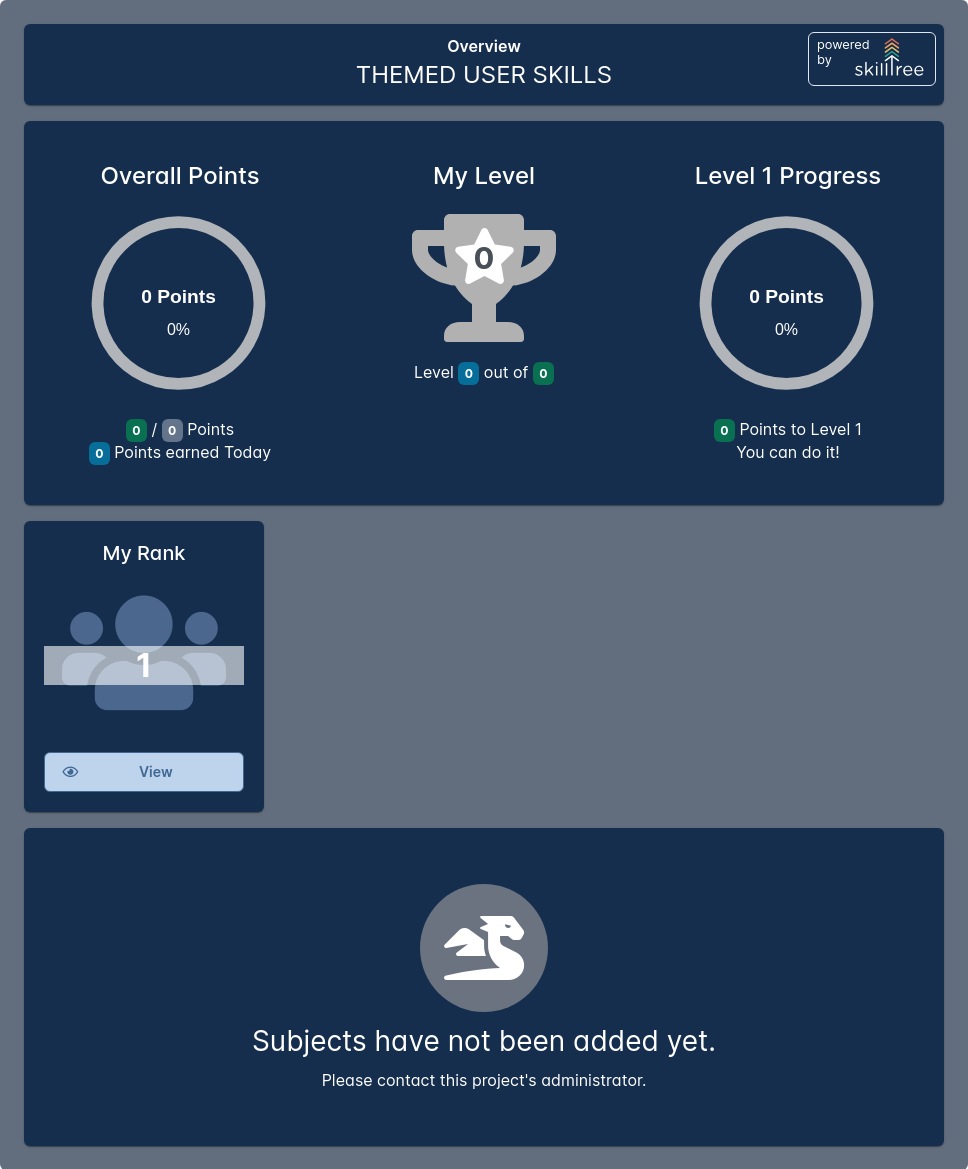 Overview
THEMED USER SKILLS
powered
by
skilltree
Overall Points
0 Points
0%
0 / 0 Points
0 Points earned Today
My Level
0
Level 0 out of 0
Level 1 Progress
0 Points
0%
0 Points to Level 1
You can do it!
My Rank
1
View
Subjects have not been added yet.
Please contact this project's administrator.